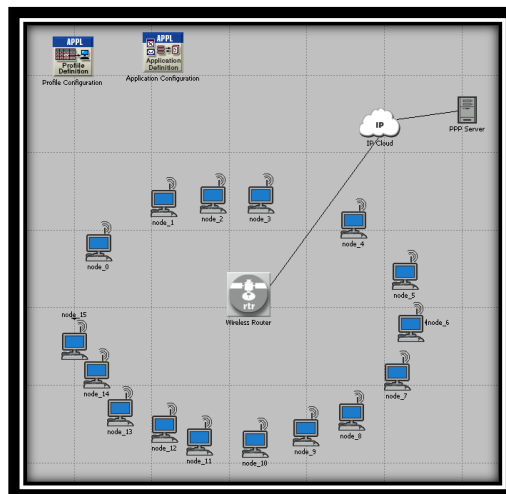 APPL
Profile
Definition
Profile Configuration
APPL
Application
Definition
Application Configuration
IP
IP Cloud
PPP Server
node_1
node_2
node_3
node_4
node_0
node_5
rtr
Wireless Router
node_15
node_6
node_14
node_7
node_13
node_12
node_11
node_10
node_9
node_8